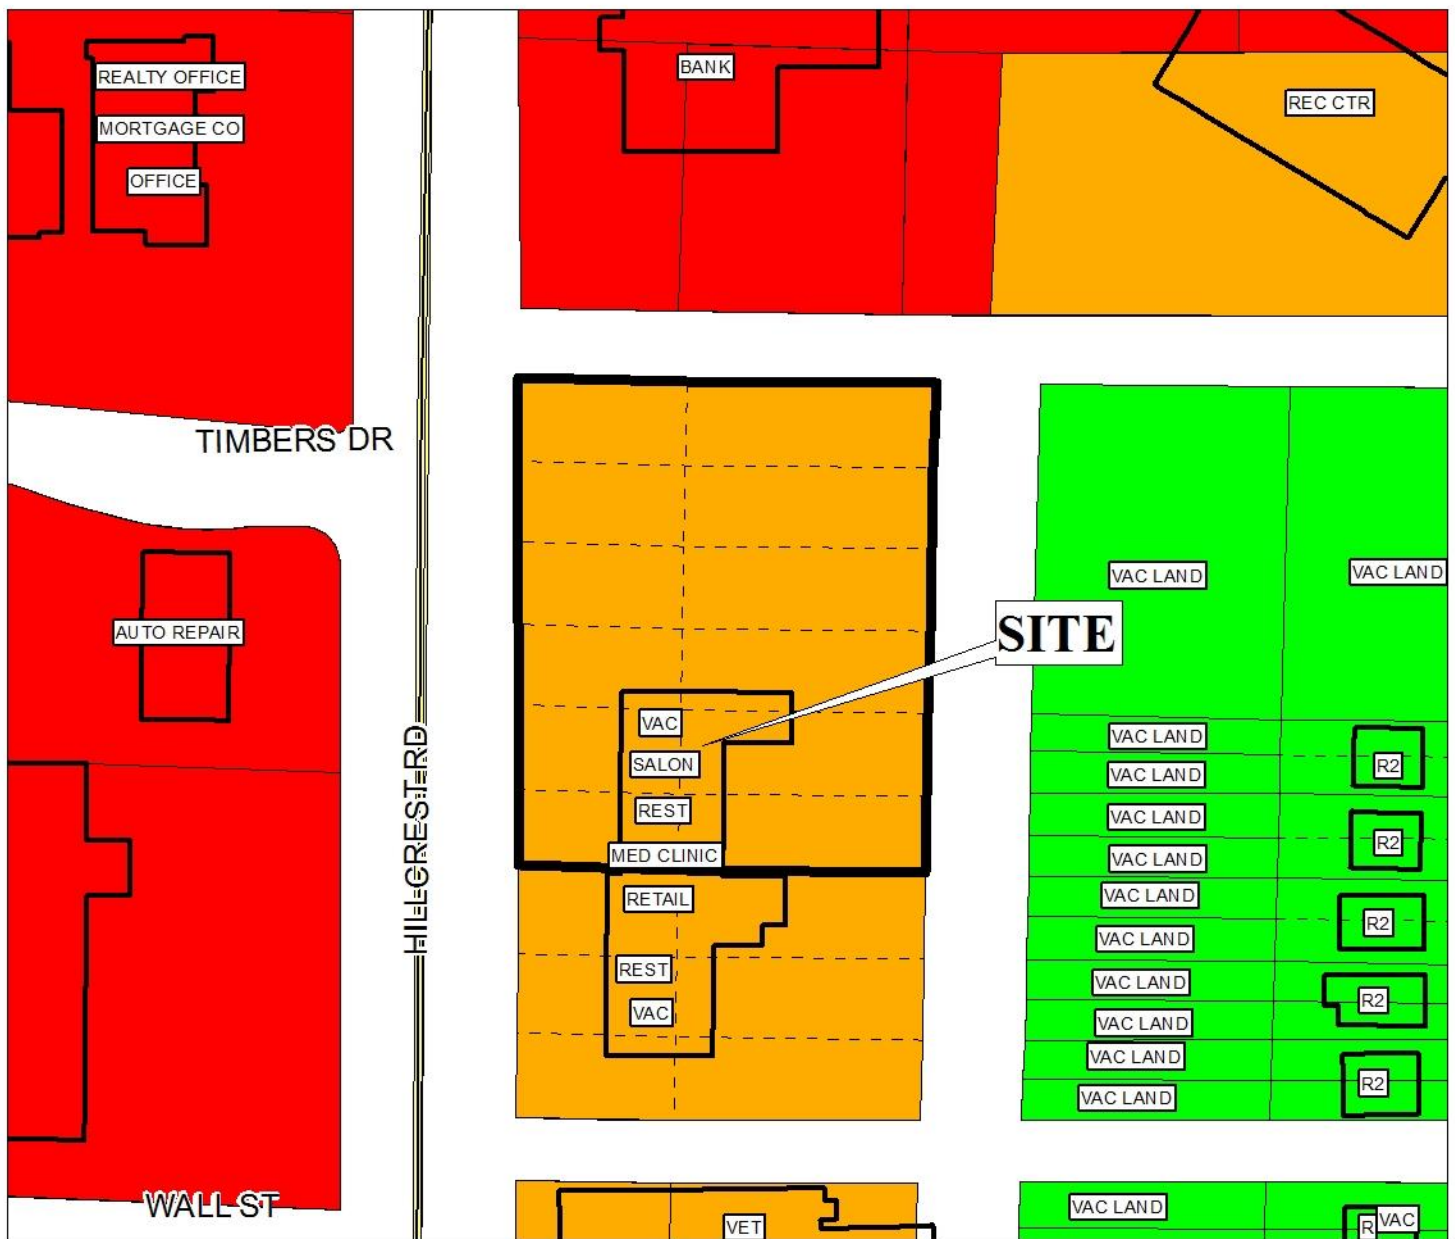 REALTY OFFICE
MORTGAGE CO
OFFICE
BANK
REC CTR
TIMBERS DR
AUTO REPAIR
HILLCREST RD
SITE
VAC
SALON
REST
MED CLINIC
RETAIL
REST
VAC
VAC LAND
VAC LAND
VAC LAND
VAC LAND
VAC LAND
VAC LAND
VAC LAND
VAC LAND
VAC LAND
VAC LAND
VAC LAND
VAC LAND
R2
R2
R2
R2
R2
WALL ST
VET
VAC LAND
R
VAC